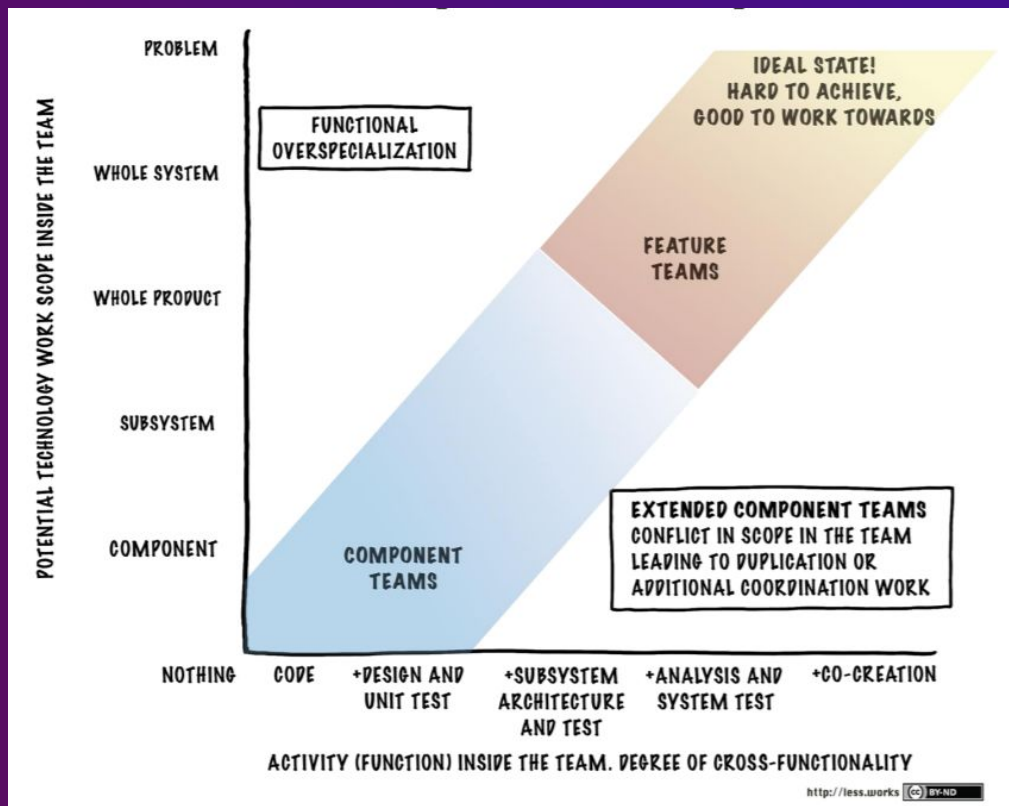 PROBLEM
IDEAL STATE!
HARD TO ACHIEVE,
GOOD TO WORK TOWARDS
FUNCTIONAL
OVERSPECIALIZATION
WHOLE SYSTEM
FEATURE
TEAMS
WHOLE PRODUCT
POTENTIAL TECHNOLOGY WORK SCOPE INSIDE THE TEAM
SUBSYSTEM
EXTENDED COMPONENT TEAMS
CONFLICT IN SCOPE IN THE TEAM
LEADING TO DUPLICATION OR
ADDITIONAL COORDINATION WORK
COMPONENT
COMPONENT
TEAMS
NOTHING
CODE
+DESIGN AND
UNIT TEST
+SUBSYSTEM
ARCHITECTURE
AND TEST
+ANALYSIS AND
SYSTEM TEST
+CO-CREATION
ACTIVITY (FUNCTION) INSIDE THE TEAM. DEGREE OF CROSS-FUNCTIONALITY
http://less.works cc BY-ND